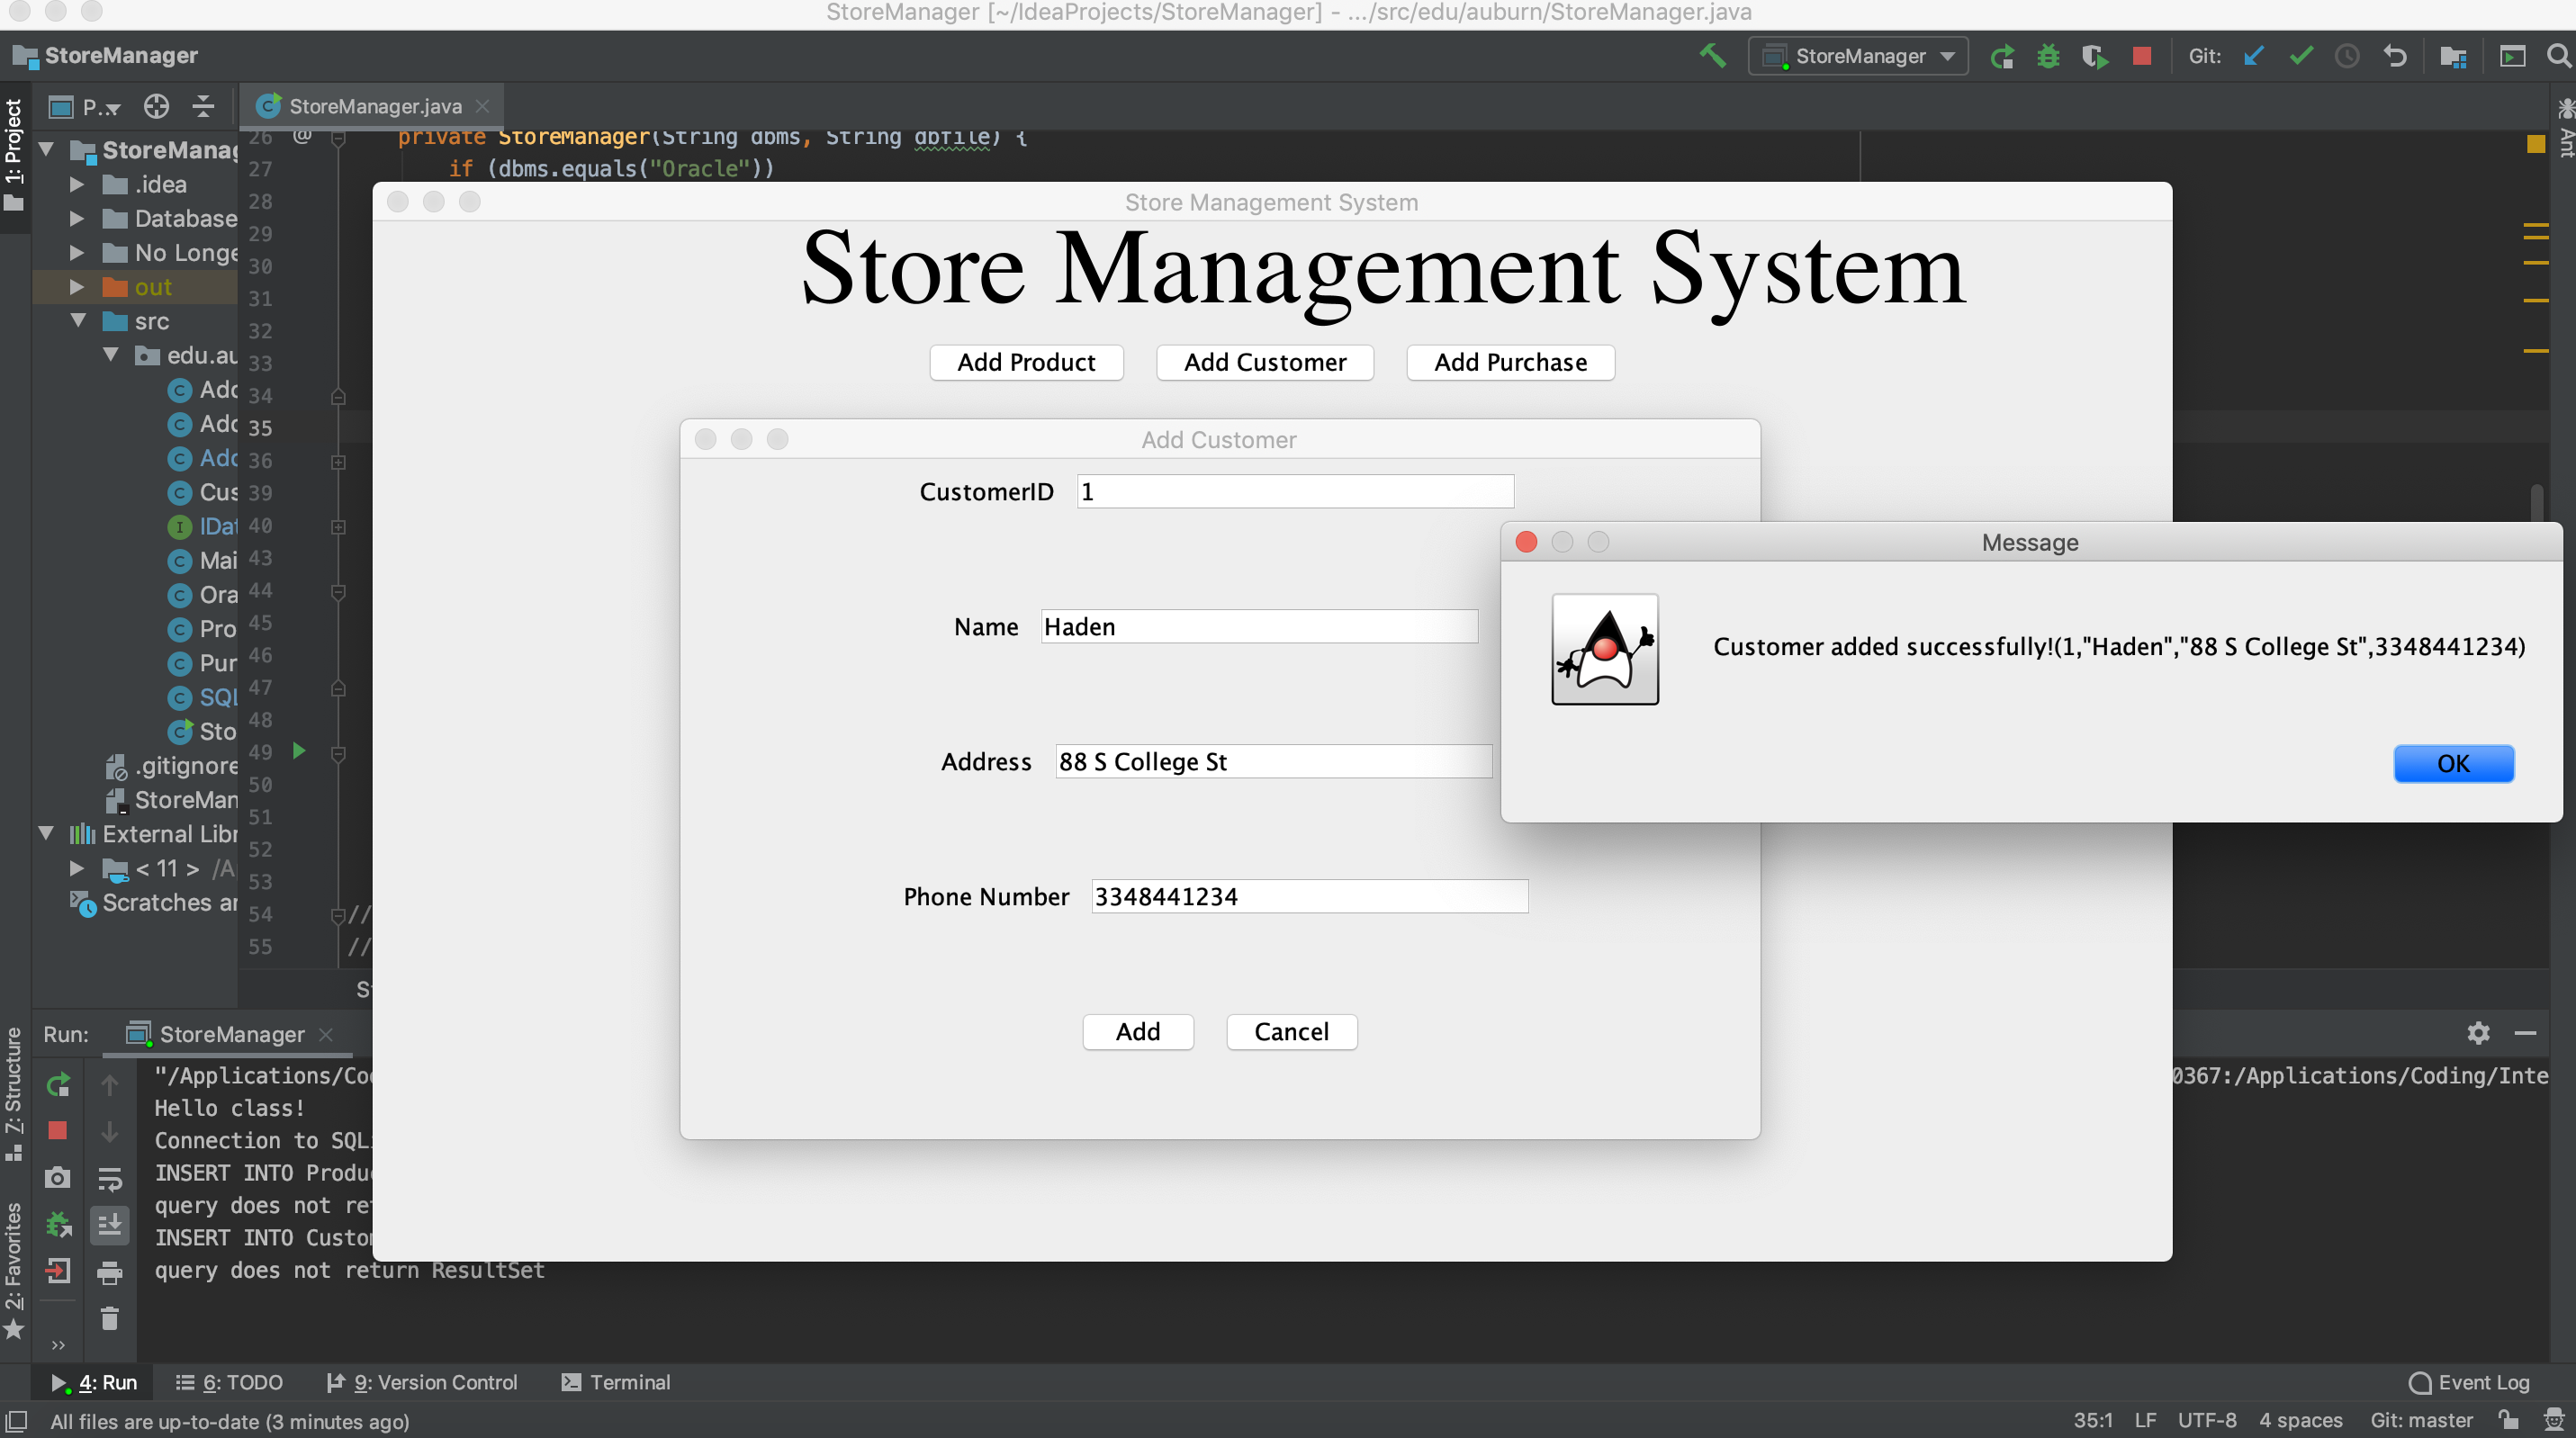 StoreManager [~/IdeaProjects/StoreManager] - .../src/edu/auburn/StoreManager.java
StoreManager
StoreManager
Git:
1: Project
P...
StoreManager.java
Ant
StoreManag
.idea
Database
No Longe
out
src
edu.au
Add
Add
Add
Cus
IDat
Mai
Ora
Pro
Pur
SQL
Sto
.gitignore
StoreMan
External Libr
< 11 > /A
Scratches ar
26 @ private StoreManager(String dbms, String dbfile) {
27 if (dbms.equals("Oracle"))
28
29
30
31
32
33
34
35
36
39
40
43
44
45
46
47
48
49
50
51
52
53
54 //
55 //
St
Store Management System
Store Management System
Add Product
Add Customer
Add Purchase
Add Customer
CustomerID 1
Name Haden
Address 88 S College St
Phone Number 3348441234
Add
Cancel
Message
Customer added successfully!(1,"Haden","88 S College St",3348441234)
OK
7: Structure
2: Favorites
Run: StoreManager
"/Applications/Cod
0367:/Applications/Coding/Inte
Hello class!
Connection to SQL
INSERT INTO Produc
query does not ret
INSERT INTO Custom
query does not return ResultSet
4: Run
6: TODO
9: Version Control
Terminal
Event Log
All files are up-to-date (3 minutes ago)
35:1 LF UTF-8 4 spaces Git: master